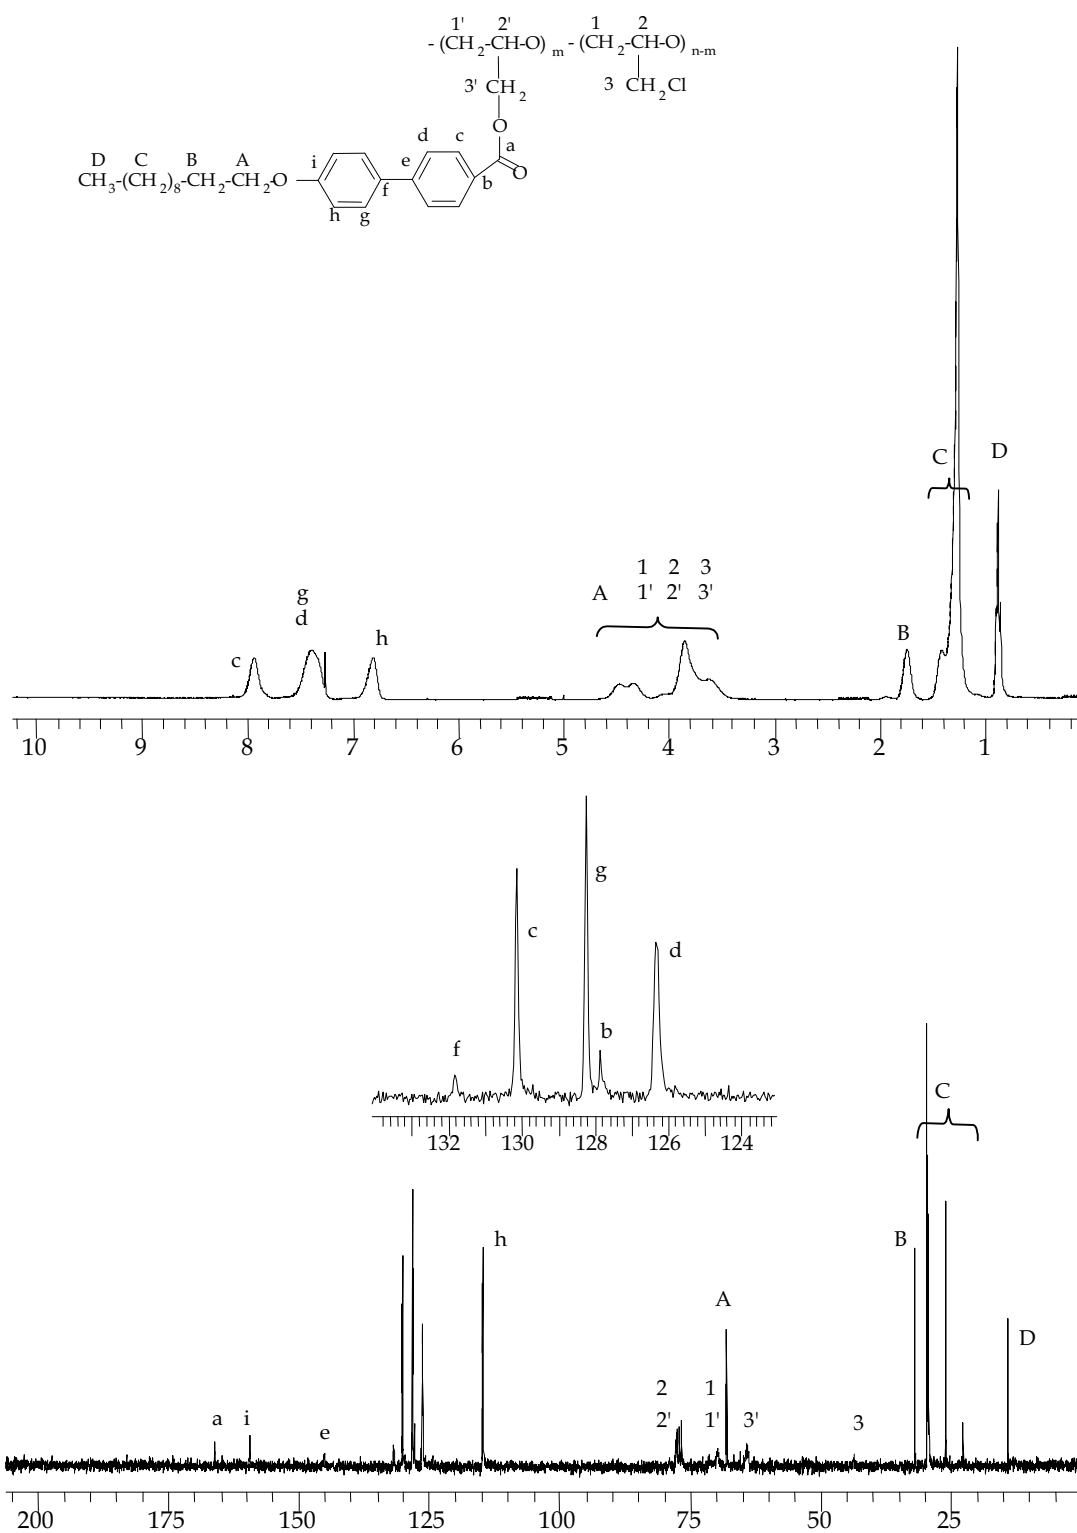 1' 2' 1 2
- (CH2-CH-O) m - (CH2-CH-O) n-m
3' CH2 3 CH2Cl
O
d c a
D C B A i e O
CH3-(CH2)8-CH2-CH2-O f b
h g
D
C
1 2 3
g A 1' 2' 3'
d
h B
c
10 9 8 7 6 5 4 3 2 1
g
c
d
b
f
C
132 130 128 126 124
h B
A
D
2 1
a i 2' 1' 3' 3
e
200 175 150 125 100 75 50 25